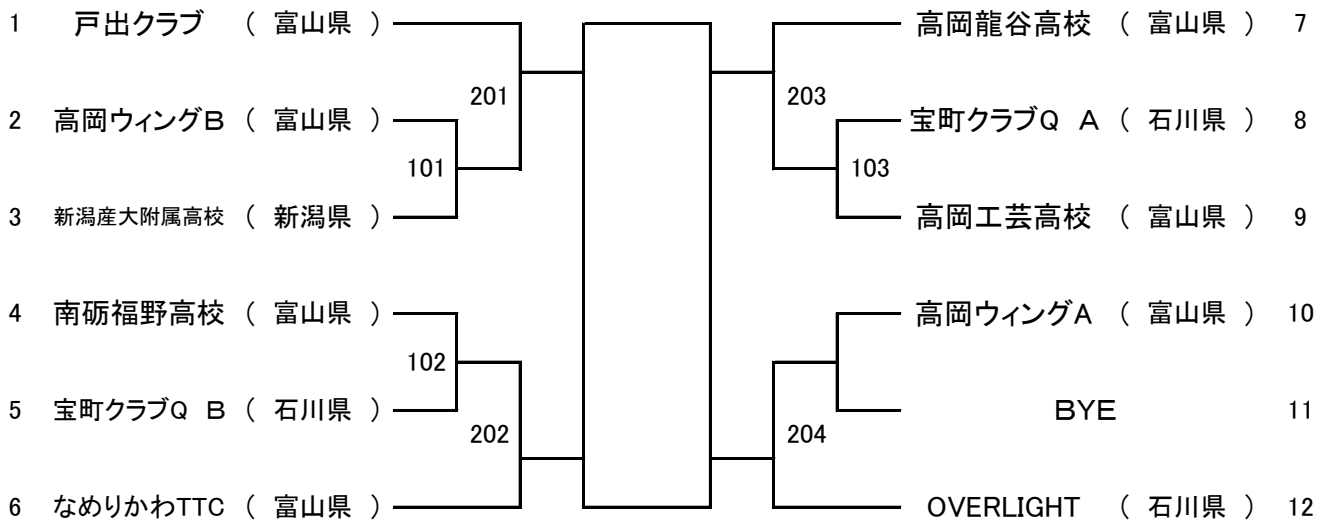 1 戸出クラブ ( 富山県 )
201
2 高岡ウィングB ( 富山県 )
101
3 新潟産大附属高校 ( 新潟県 )
4 南砺福野高校 ( 富山県 )
102
5 宝町クラブQ B ( 石川県 )
202
6 なめりかわTTC ( 富山県 )
高岡龍谷高校 ( 富山県 ) 7
203
宝町クラブQ A ( 石川県 ) 8
103
高岡工芸高校 ( 富山県 ) 9
高岡ウィングA ( 富山県 ) 10
BYE 11
204
OVERLIGHT ( 石川県 ) 12